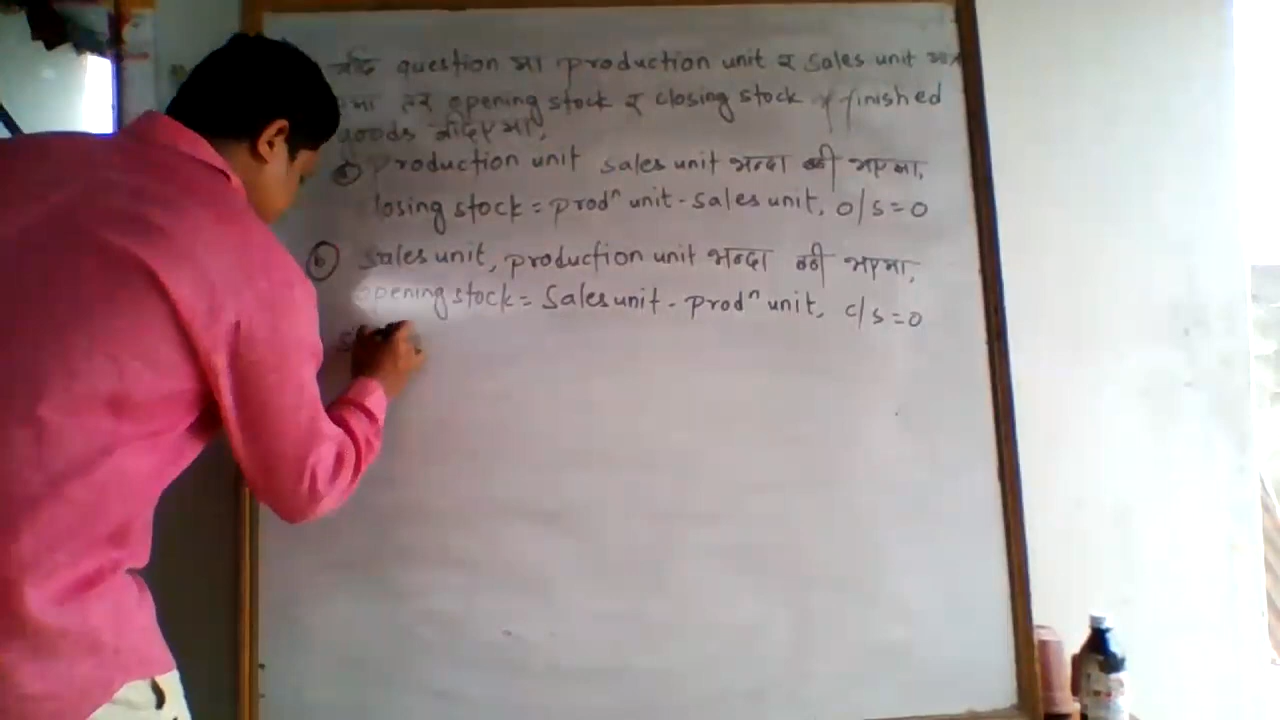 यदि question मा production unit र sales unit
तर opening stock र closing stock of finished
goods नदिएमा,
a production unit sales unit भन्दा बढी भएमा,
losing stock = prodⁿ unit - sales unit, o/s = 0
b sales unit, production unit भन्दा बढी भएमा,
opening stock = Sales unit - prodⁿ unit, c/s = 0